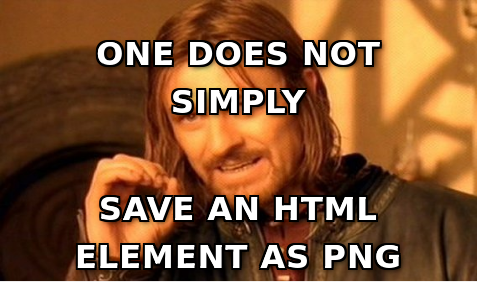 ONE DOES NOT
SIMPLY
SAVE AN HTML
ELEMENT AS PNG